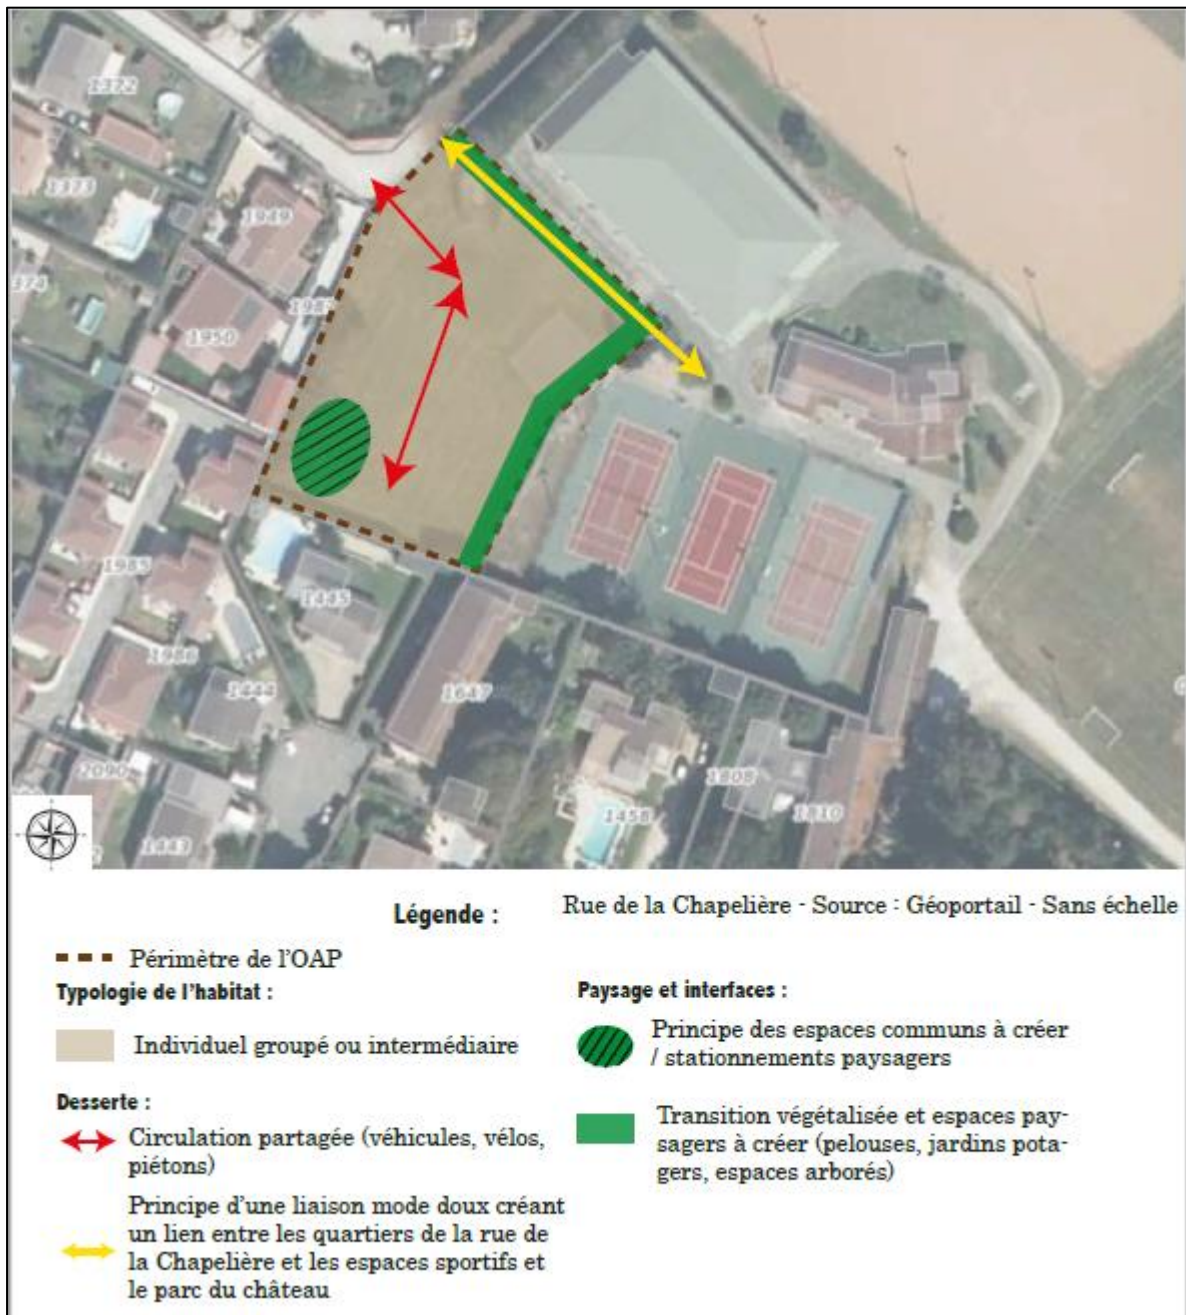 1372
1373
1949
1374
1987
1950
1985
1445
1986
1444
1647
2090
1808
1458
1810
1443
Légende :
Rue de la Chapelière - Source : Géoportail - Sans échelle
Périmètre de l'OAP
Typologie de l'habitat :
Individuel groupé ou intermédiaire
Desserte :
Circulation partagée (véhicules, vélos,
piétons)
Principe d'une liaison mode doux créant
un lien entre les quartiers de la rue de
la Chapelière et les espaces sportifs et
le parc du château
Paysage et interfaces :
Principe des espaces communs à créer
/ stationnements paysagers
Transition végétalisée et espaces pay-
sagers à créer (pelouses, jardins pota-
gers, espaces arborés)